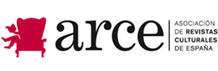 arce
ASOCIACIÓN
DE REVISTAS
CULTURALES
DE ESPAÑA